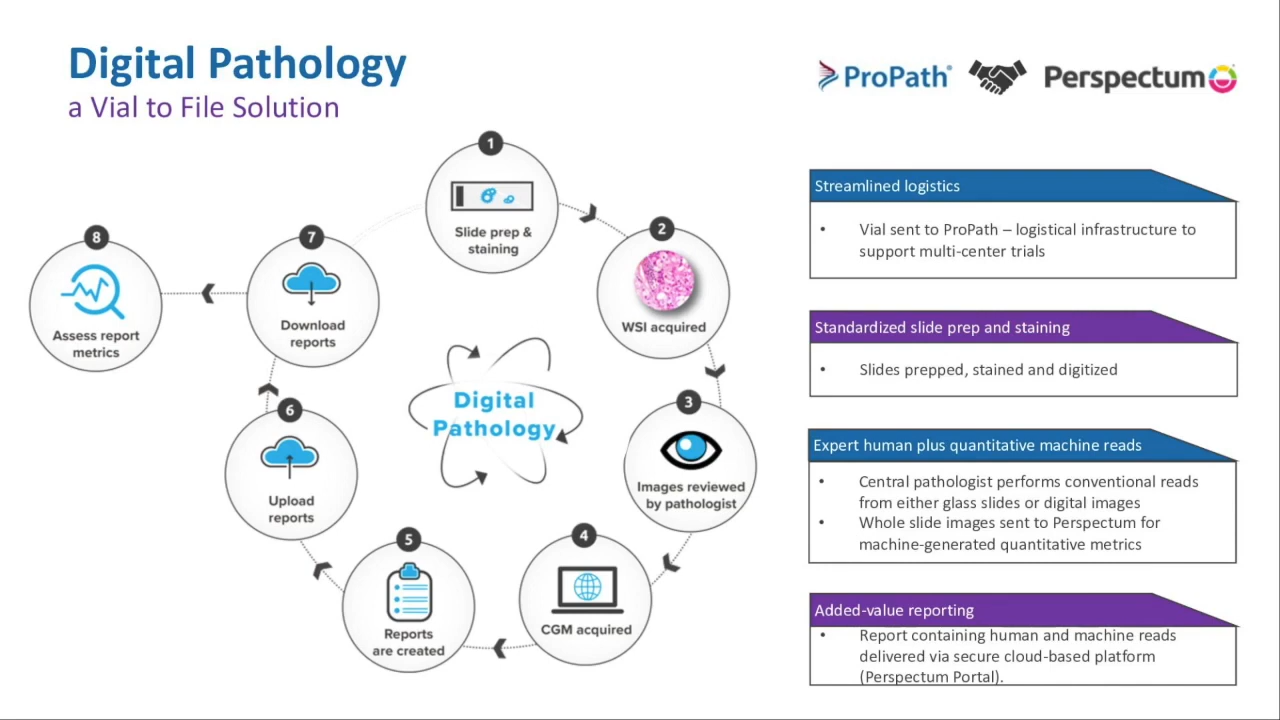 Digital Pathology
a Vial to File Solution
ProPath®
Perspectum
1
Slide prep &
staining
2
WSI acquired
3
Images reviewed
by pathologist
4
CGM acquired
5
Reports
are created
6
Upload
reports
7
Download
reports
8
Assess report
metrics
Digital
Pathology
Streamlined logistics
• Vial sent to ProPath – logistical infrastructure to
support multi-center trials
Standardized slide prep and staining
• Slides prepped, stained and digitized
Expert human plus quantitative machine reads
• Central pathologist performs conventional reads
from either glass slides or digital images
• Whole slide images sent to Perspectum for
machine-generated quantitative metrics
Added-value reporting
• Report containing human and machine reads
delivered via secure cloud-based platform
(Perspectum Portal).